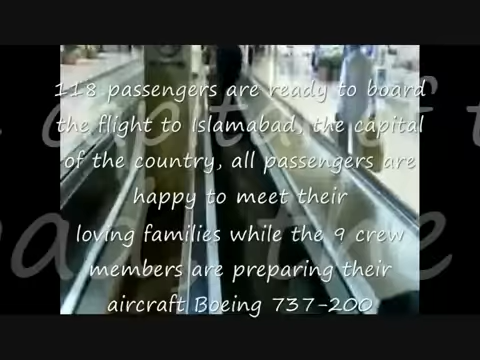 118 passengers are ready to board
the flight to Islamabad, the capital
of the country, all passengers are
happy to meet their
loving families while the 9 crew
members are preparing their
aircraft Boeing 737-200